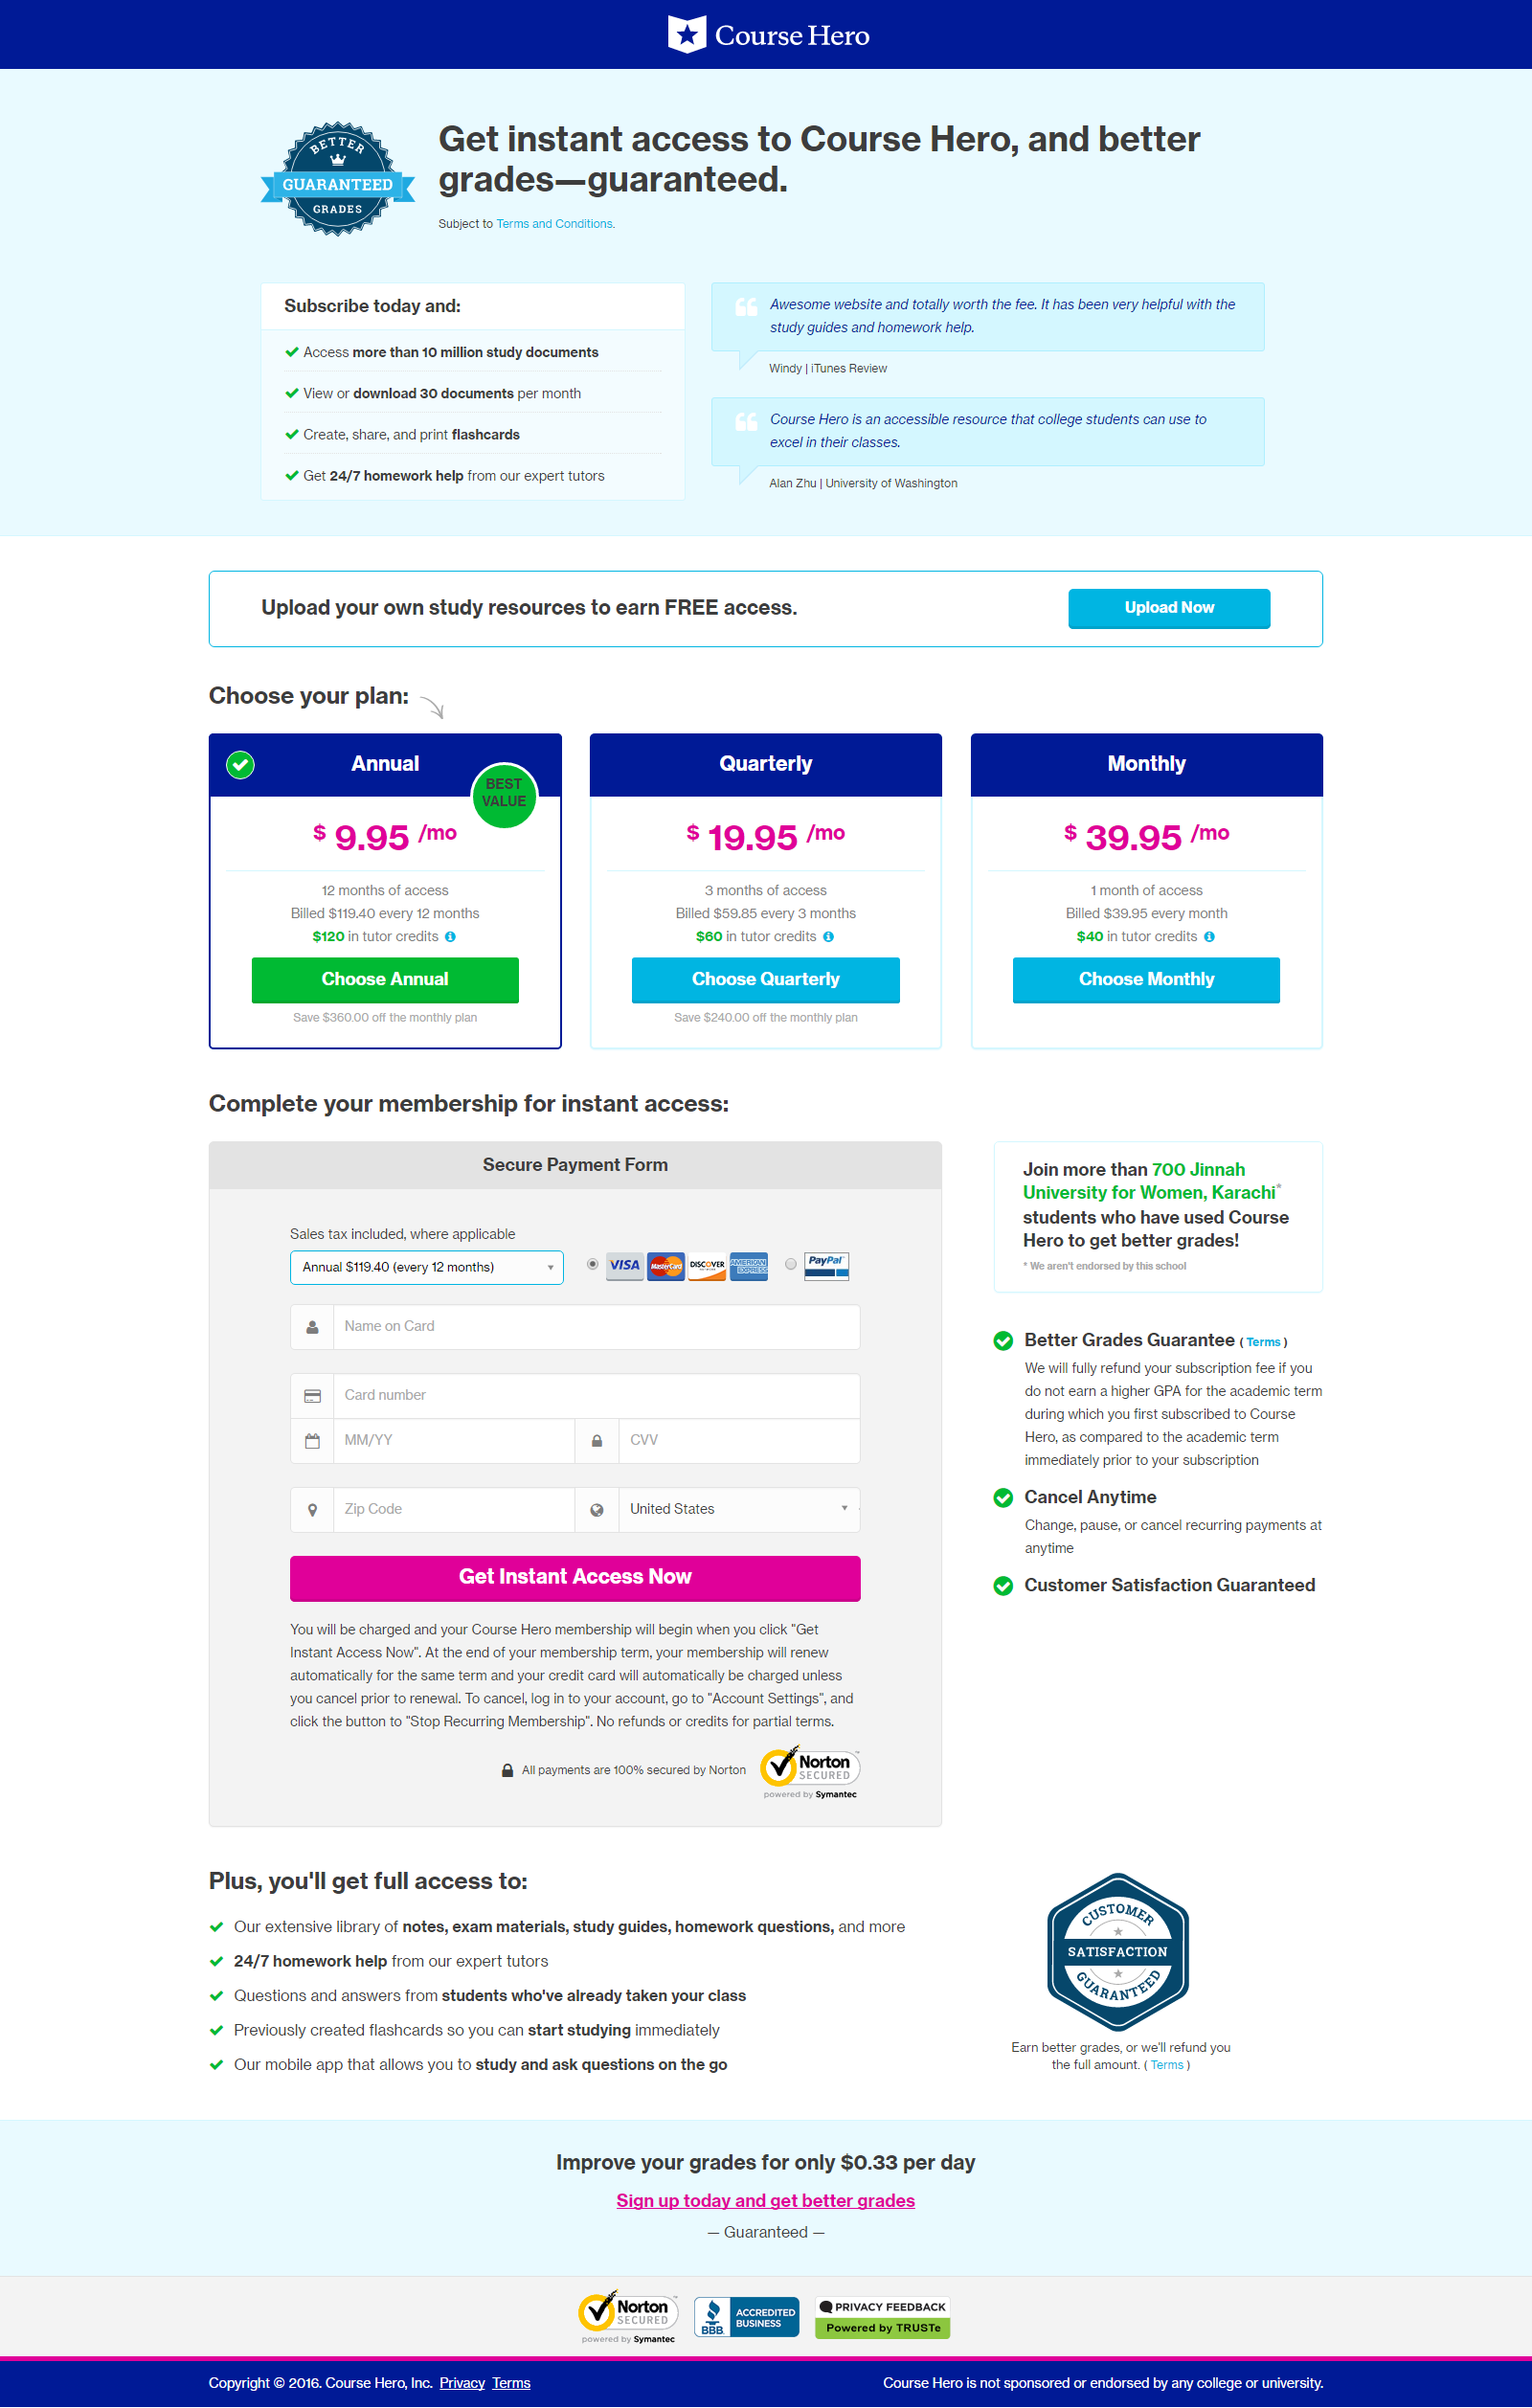 Course Hero
BETTER
GUARANTEED
GRADES
Get instant access to Course Hero, and better
grades—guaranteed.
Subject to Terms and Conditions.
Subscribe today and:
Access more than 10 million study documents
View or download 30 documents per month
Create, share, and print flashcards
Get 24/7 homework help from our expert tutors
Awesome website and totally worth the fee. It has been very helpful with the
study guides and homework help.
Windy | iTunes Review
Course Hero is an accessible resource that college students can use to
excel in their classes.
Alan Zhu | University of Washington
Upload your own study resources to earn FREE access.
Upload Now
Choose your plan:
Annual
BEST
VALUE
$ 9.95 /mo
12 months of access
Billed $119.40 every 12 months
$120 in tutor credits
Choose Annual
Save $360.00 off the monthly plan
Quarterly
$ 19.95 /mo
3 months of access
Billed $59.85 every 3 months
$60 in tutor credits
Choose Quarterly
Save $240.00 off the monthly plan
Monthly
$ 39.95 /mo
1 month of access
Billed $39.95 every month
$40 in tutor credits
Choose Monthly
Complete your membership for instant access:
Secure Payment Form
Sales tax included, where applicable
Annual $119.40 (every 12 months)
VISA MasterCard DISCOVER AMERICAN EXPRESS PayPal
Name on Card
Card number
MM/YY CVV
Zip Code United States
Get Instant Access Now
You will be charged and your Course Hero membership will begin when you click "Get
Instant Access Now". At the end of your membership term, your membership will renew
automatically for the same term and your credit card will automatically be charged unless
you cancel prior to renewal. To cancel, log in to your account, go to "Account Settings", and
click the button to "Stop Recurring Membership". No refunds or credits for partial terms.
All payments are 100% secured by Norton
Norton
SECURED
powered by Symantec
Join more than 700 Jinnah
University for Women, Karachi*
students who have used Course
Hero to get better grades!
* We aren't endorsed by this school
Better Grades Guarantee ( Terms )
We will fully refund your subscription fee if you
do not earn a higher GPA for the academic term
during which you first subscribed to Course
Hero, as compared to the academic term
immediately prior to your subscription
Cancel Anytime
Change, pause, or cancel recurring payments at
anytime
Customer Satisfaction Guaranteed
Plus, you'll get full access to:
Our extensive library of notes, exam materials, study guides, homework questions, and more
24/7 homework help from our expert tutors
Questions and answers from students who've already taken your class
Previously created flashcards so you can start studying immediately
Our mobile app that allows you to study and ask questions on the go
CUSTOMER
SATISFACTION
GUARANTEED
Earn better grades, or we'll refund you
the full amount. ( Terms )
Improve your grades for only $0.33 per day
Sign up today and get better grades
— Guaranteed —
Norton
SECURED
powered by Symantec
BBB
ACCREDITED
BUSINESS
PRIVACY FEEDBACK
Powered by TRUSTe
Copyright © 2016. Course Hero, Inc. Privacy Terms
Course Hero is not sponsored or endorsed by any college or university.